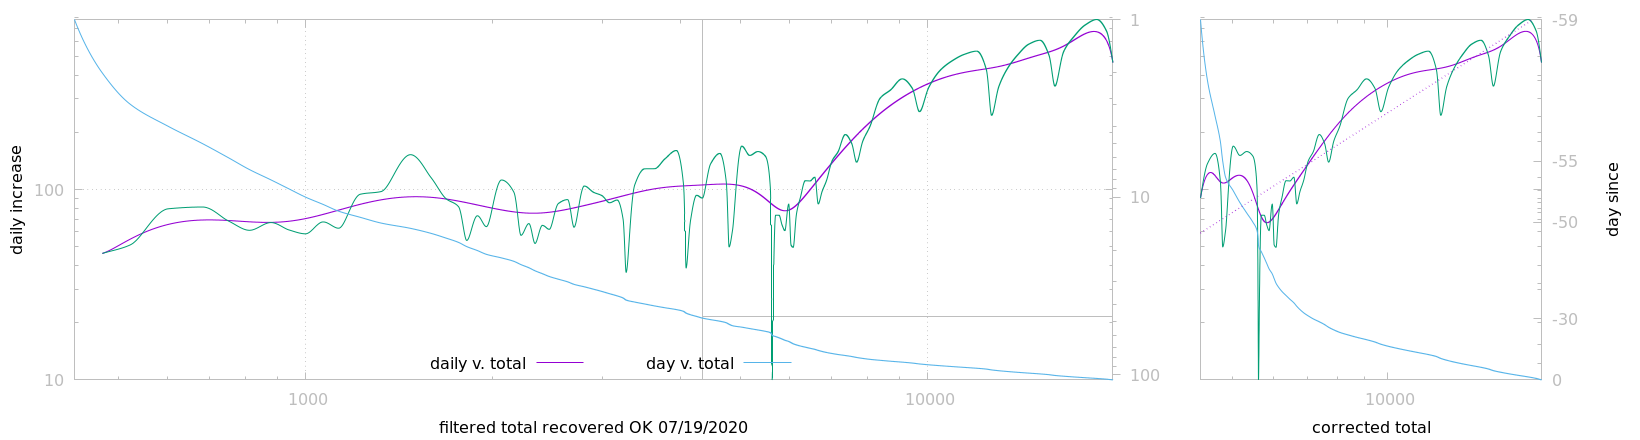 1
-59
daily increase
100
10
-55
-50
day since
-30
daily v. total
day v. total
10
100
0
1000
10000
10000
filtered total recovered OK 07/19/2020
corrected total